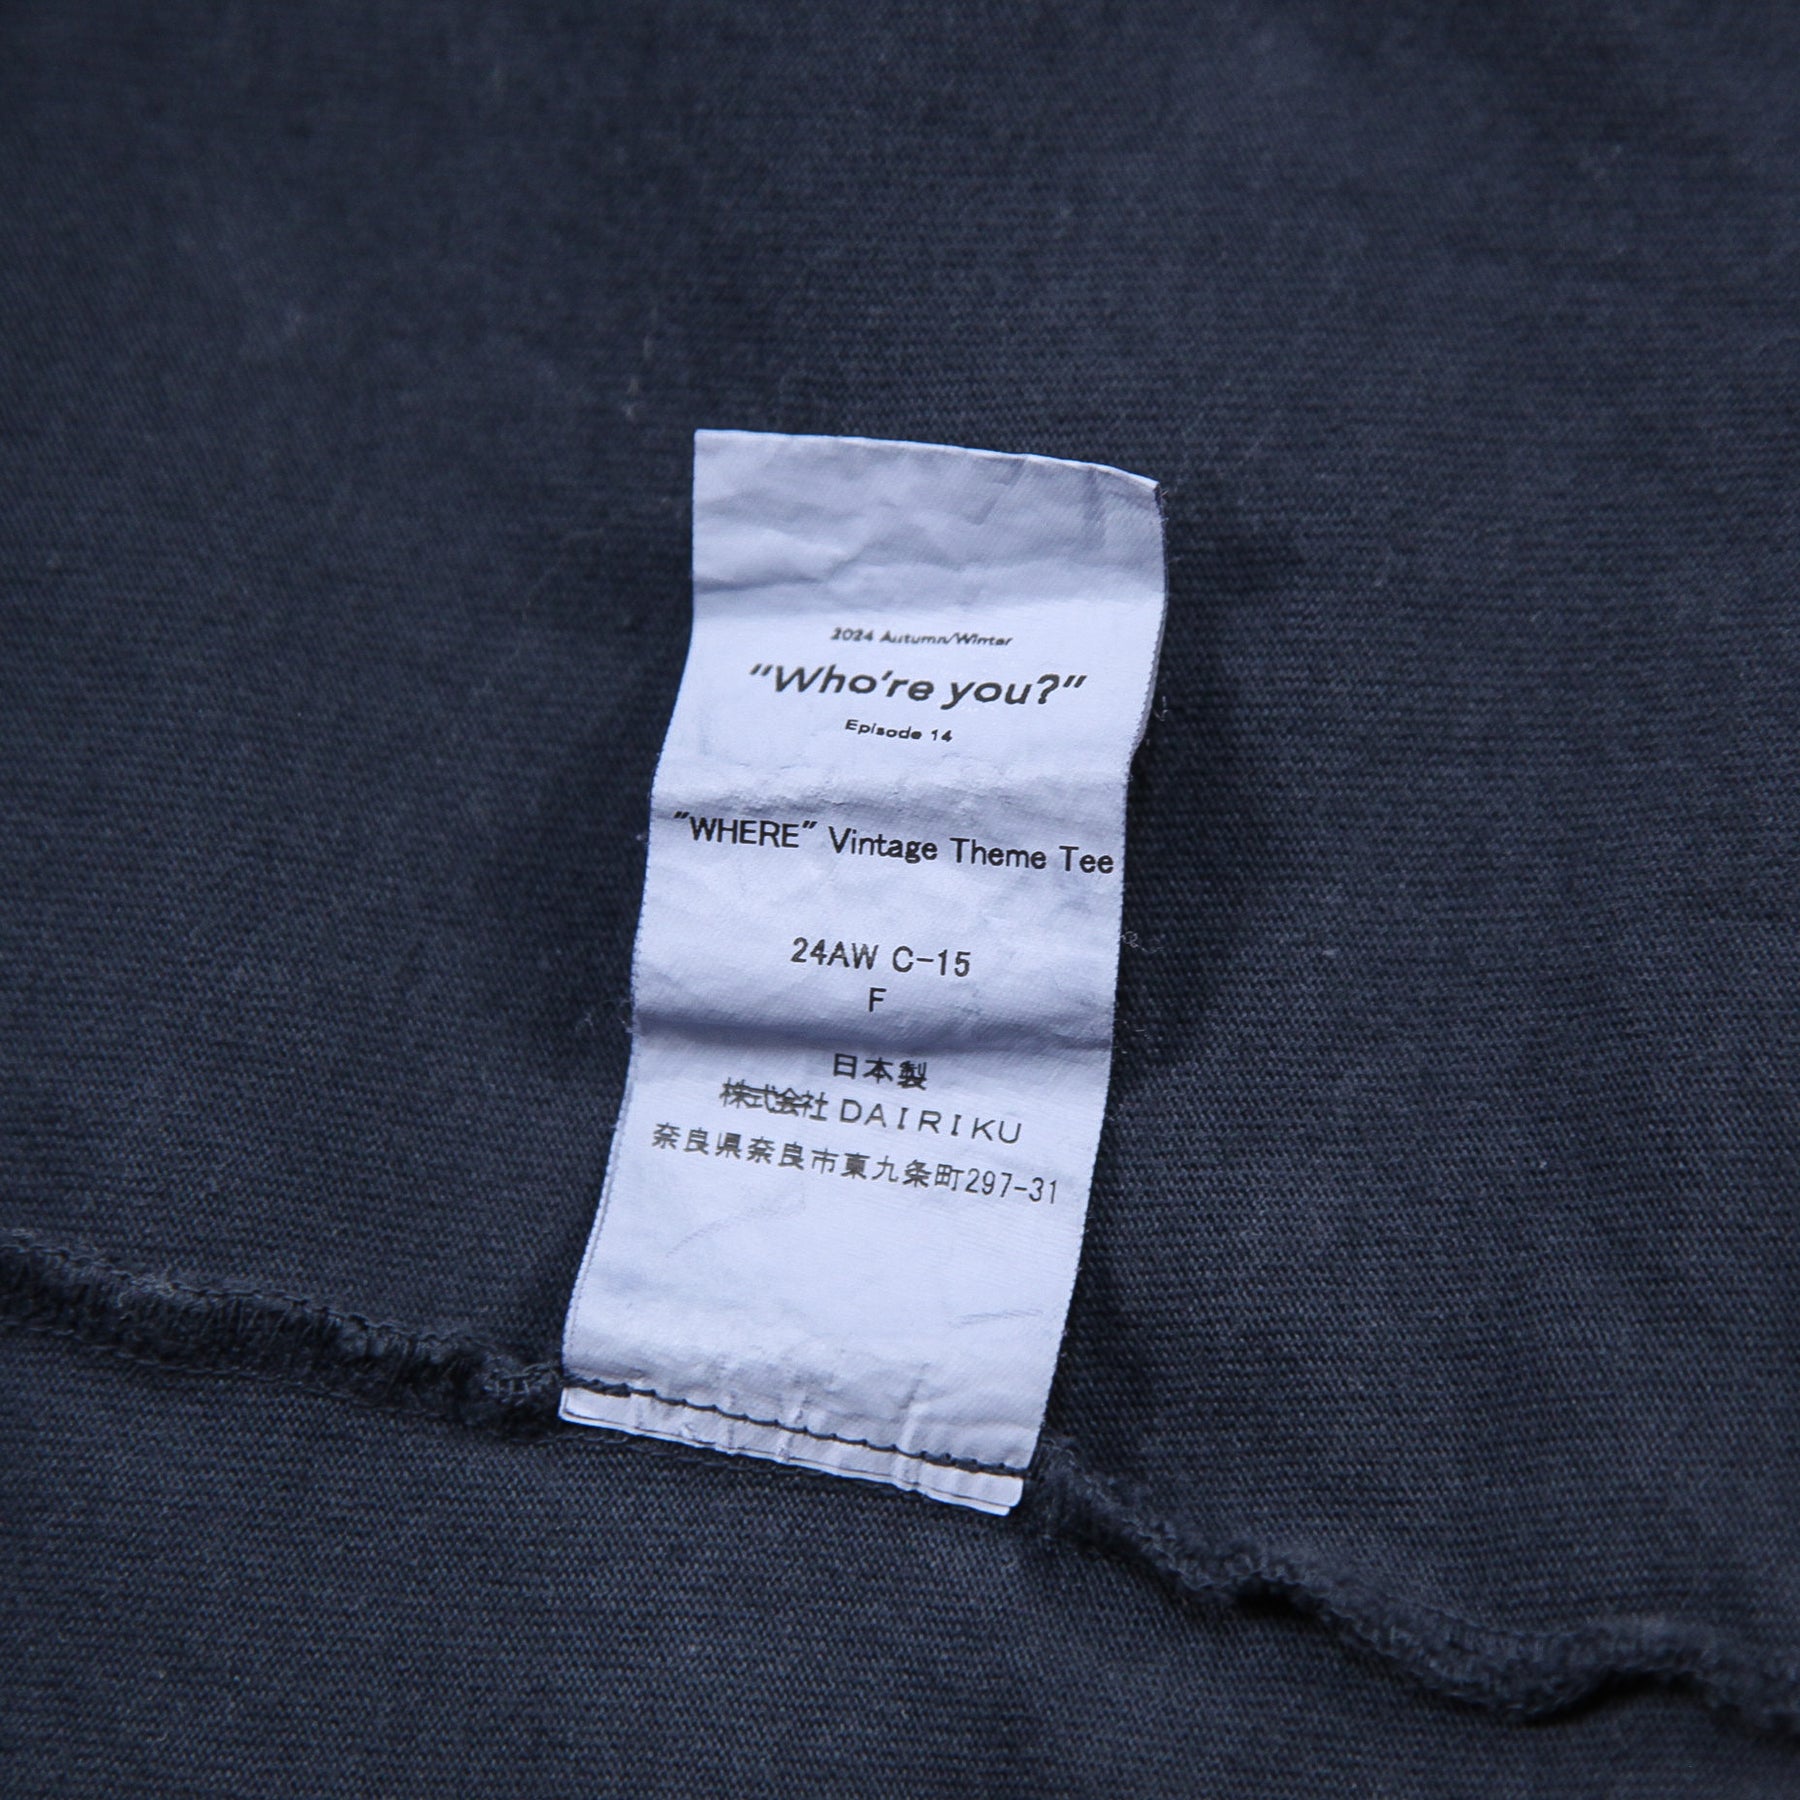 2024 Autumn/Winter
"Who're you?"
Episode 14
"WHERE" Vintage Theme Tee
24AW C-15
F
日本製
株式会社 DAIRIKU
奈良県奈良市東九条町297-31